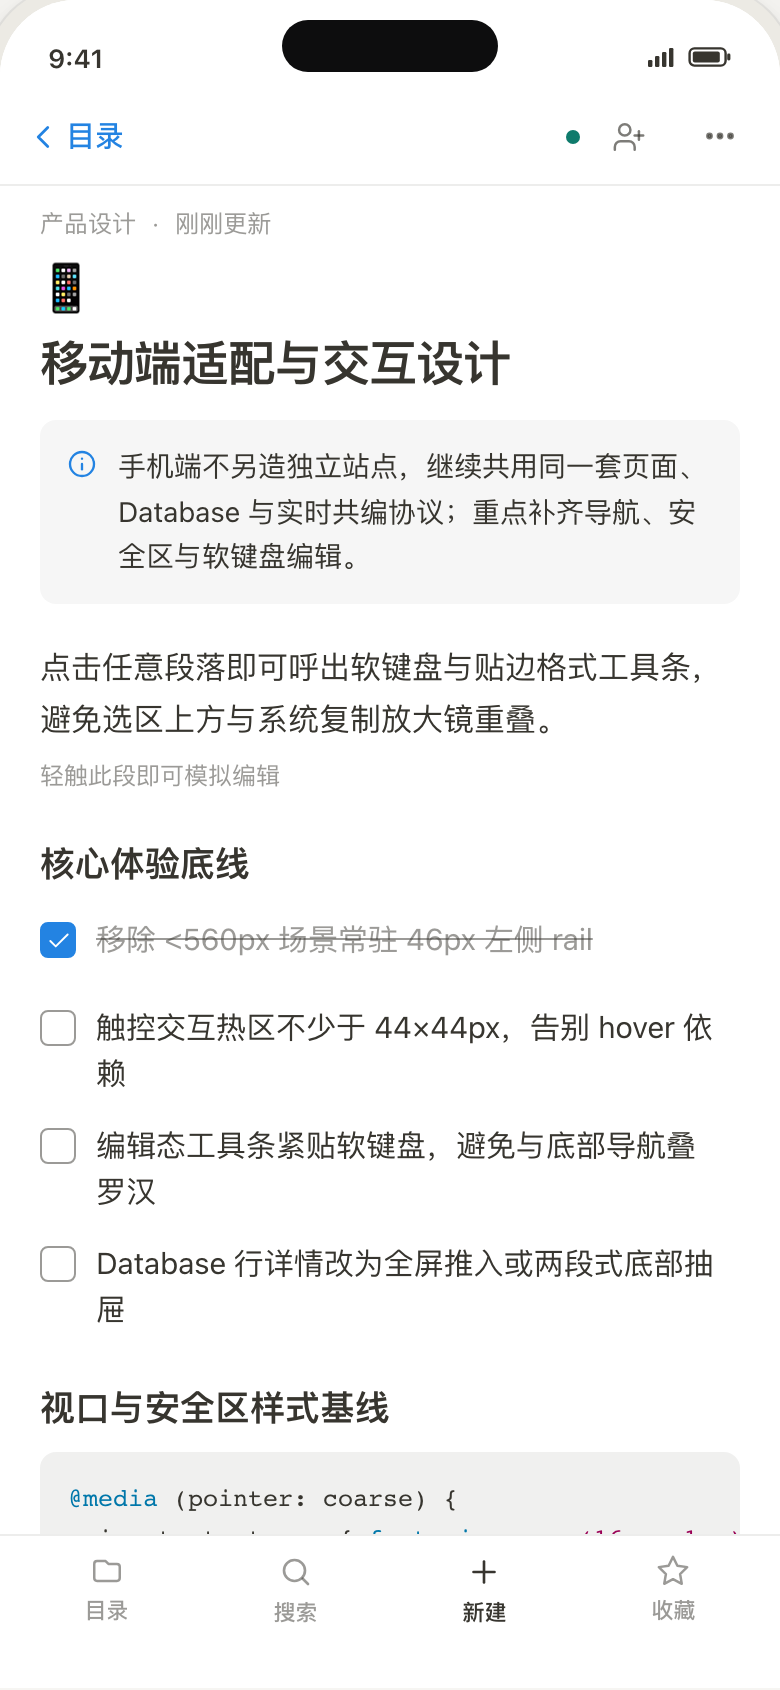 9:41
目录
产品设计 · 刚刚更新
移动端适配与交互设计
手机端不另造独立站点，继续共用同一套页面、
Database 与实时共编协议；重点补齐导航、安
全区与软键盘编辑。
点击任意段落即可呼出软键盘与贴边格式工具条，
避免选区上方与系统复制放大镜重叠。
轻触此段即可模拟编辑
核心体验底线
移除 <560px 场景常驻 46px 左侧 rail
触控交互热区不少于 44×44px，告别 hover 依
赖
编辑态工具条紧贴软键盘，避免与底部导航叠
罗汉
Database 行详情改为全屏推入或两段式底部抽
屉
视口与安全区样式基线
@media (pointer: coarse) {
目录
搜索
新建
收藏